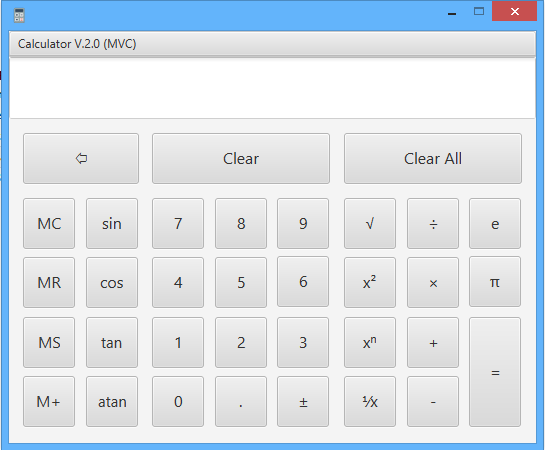 Calculator V.2.0 (MVC)
⇦ Clear Clear All
MC sin 7 8 9 √ ÷ e
MR cos 4 5 6 x² × π
MS tan 1 2 3 xⁿ + =
M+ atan 0 . ± ⅟x -